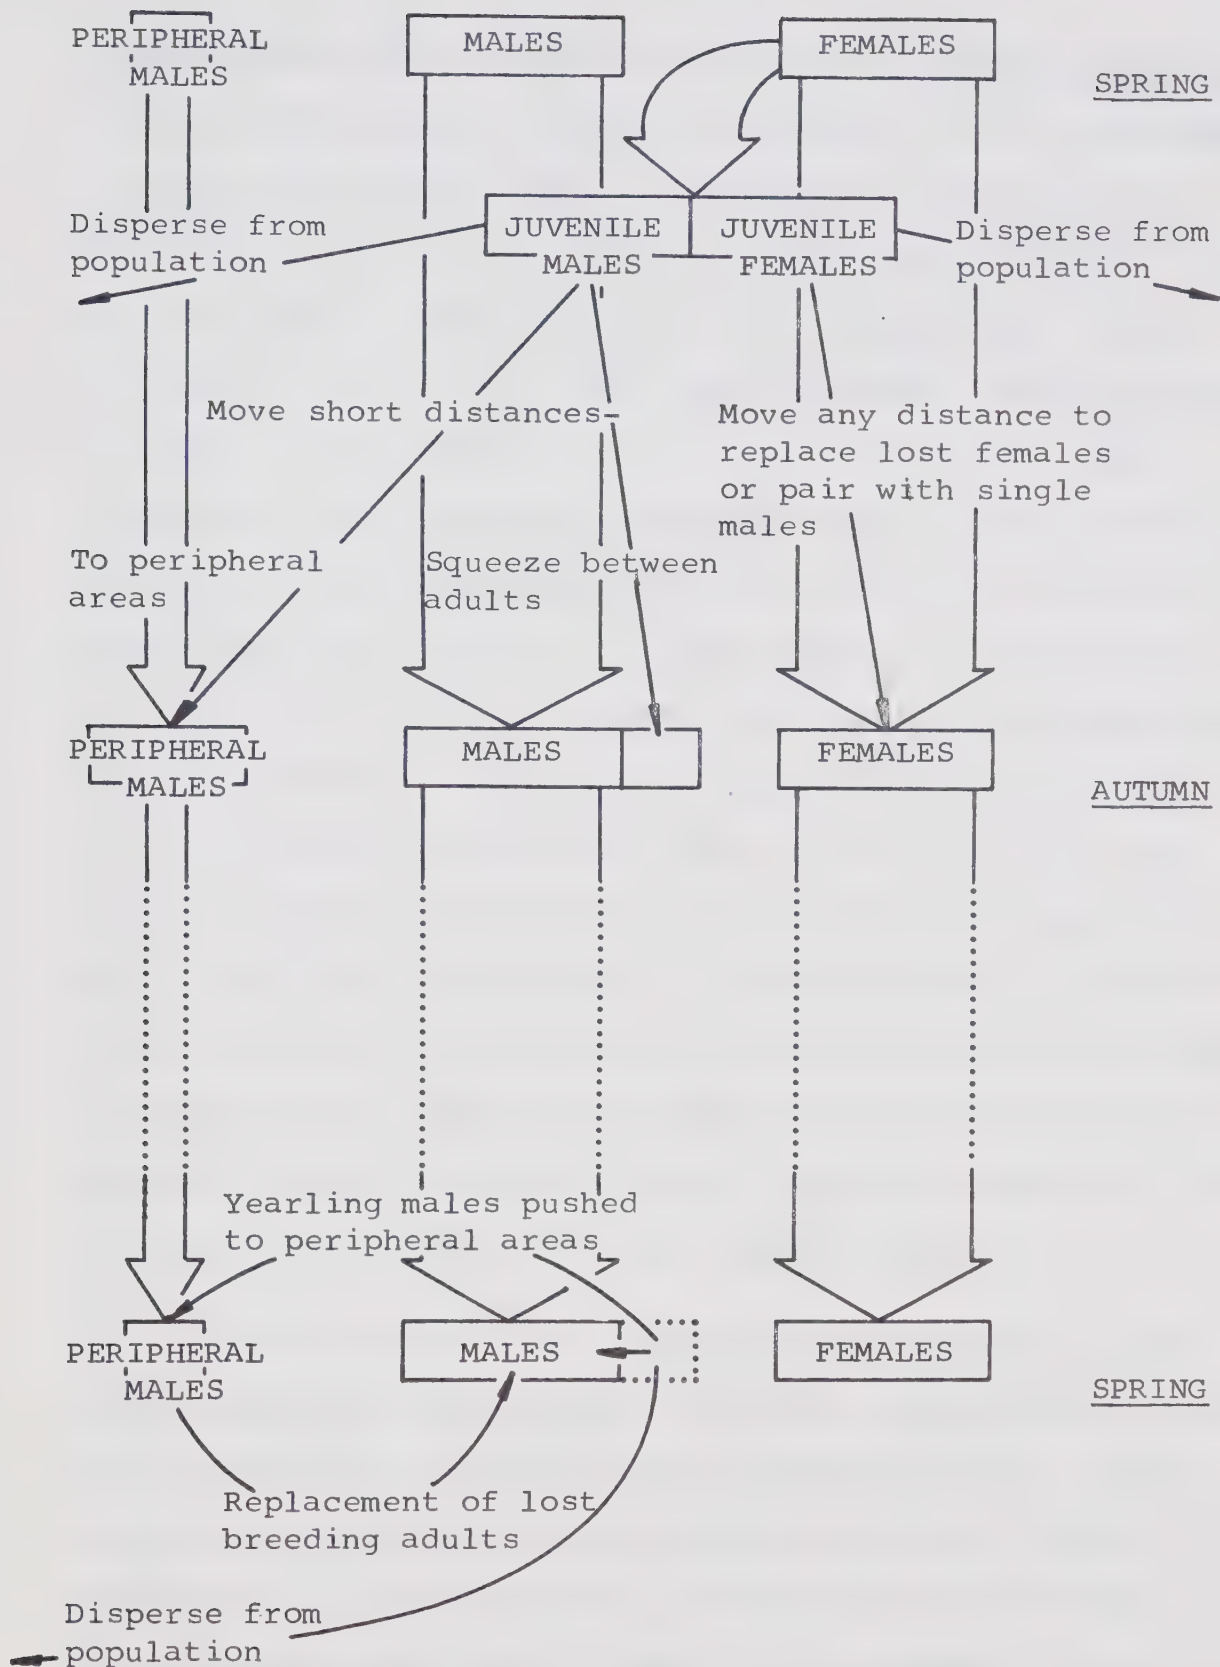 PERIPHERAL
MALES
MALES
FEMALES
SPRING
Disperse from
population
JUVENILE
MALES
JUVENILE
FEMALES
Disperse from
population
Move short distances-
Move any distance to
replace lost females
or pair with single
males
To peripheral
areas
Squeeze between
adults
PERIPHERAL
MALES
MALES
FEMALES
AUTUMN
Yearling males pushed
to peripheral areas
PERIPHERAL
MALES
MALES
FEMALES
SPRING
Replacement of lost
breeding adults
Disperse from
population